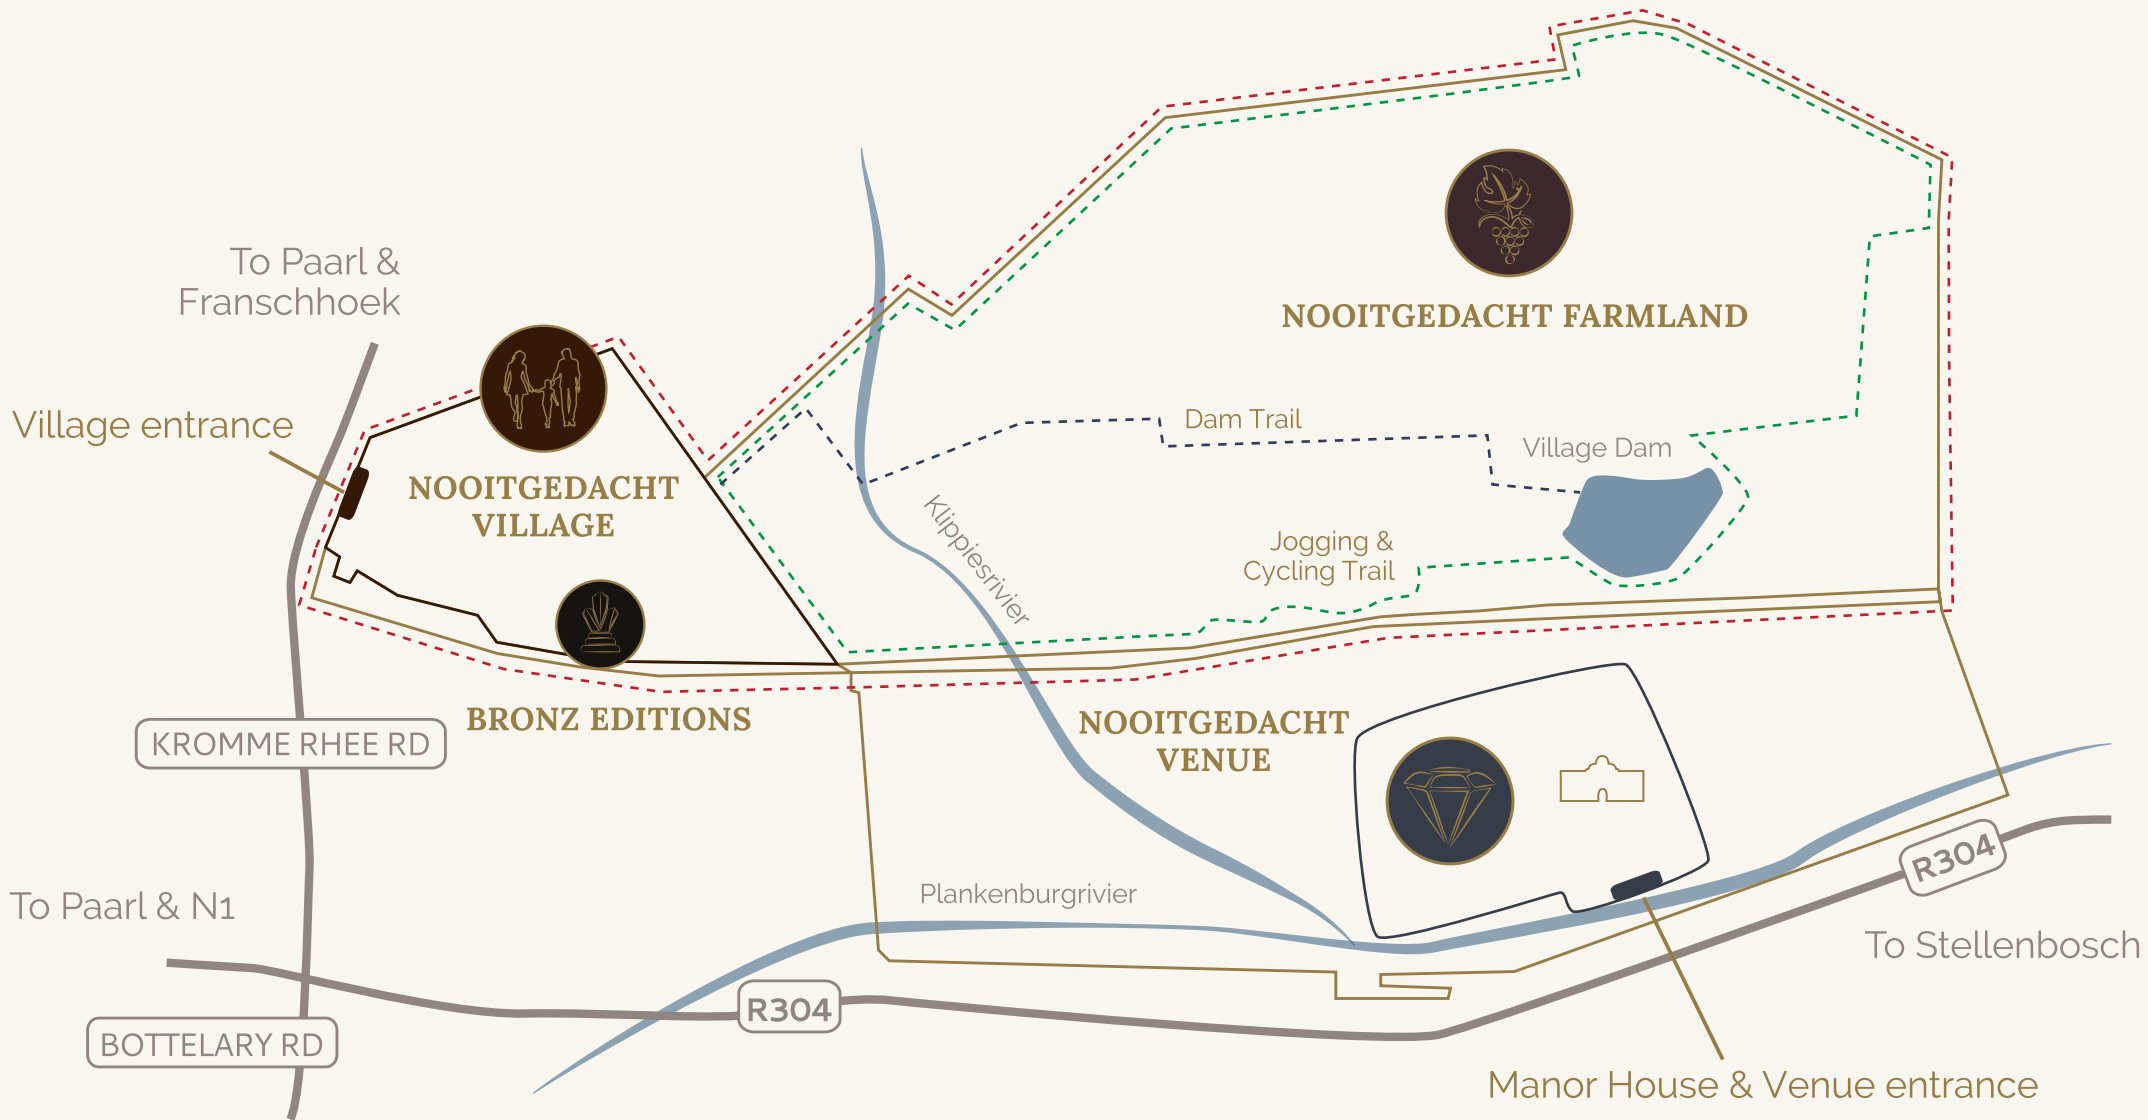 To Paarl &
Franschhoek
Village entrance
NOOITGEDACHT
VILLAGE
BRONZ EDITIONS
NOOITGEDACHT FARMLAND
Dam Trail
Village Dam
Klippiesrivier
Jogging &
Cycling Trail
NOOITGEDACHT
VENUE
KROMME RHEE RD
Plankenburgrivier
To Paarl & N1
R304
R304
To Stellenbosch
BOTTELARY RD
Manor House & Venue entrance